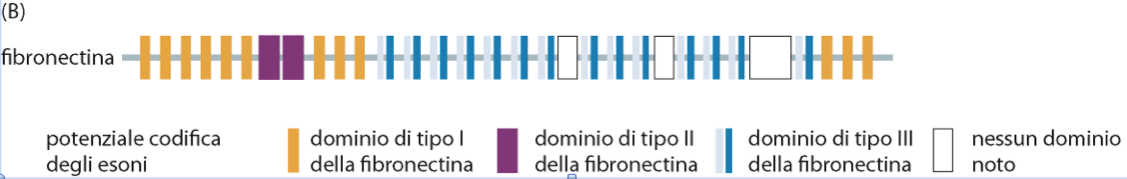 (B)
fibronectina
potenziale codifica
degli esoni
dominio di tipo I
della fibronectina
dominio di tipo II
della fibronectina
dominio di tipo III
della fibronectina
nessun dominio
noto